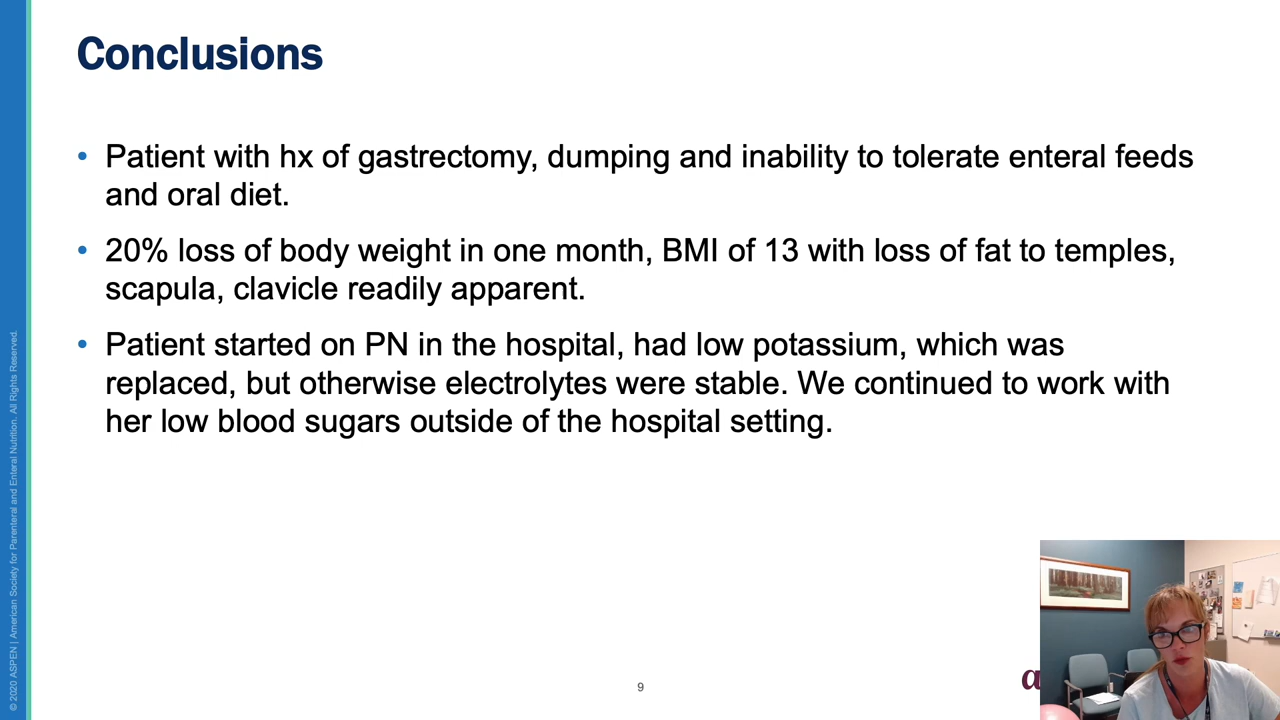 Conclusions
• Patient with hx of gastrectomy, dumping and inability to tolerate enteral feeds
and oral diet.
• 20% loss of body weight in one month, BMI of 13 with loss of fat to temples,
scapula, clavicle readily apparent.
• Patient started on PN in the hospital, had low potassium, which was
replaced, but otherwise electrolytes were stable. We continued to work with
her low blood sugars outside of the hospital setting.
© 2020 ASPEN | American Society for Parenteral and Enteral Nutrition. All Rights Reserved.
9
a